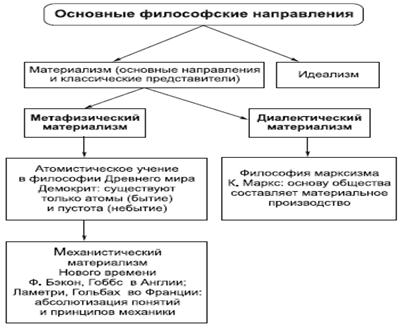 Основные философские направления
Материализм (основные направления
и классические представители)
Идеализм
Метафизический
материализм
Диалектический
материализм
Атомистическое учение
в философии Древнего мира
Демокрит: существуют
только атомы (бытие)
и пустота (небытие)
Философия марксизма
К. Маркс: основу общества
составляет материальное
производство
Механистический
материализм
Нового времени
Ф. Бэкон, Гоббс в Англии;
Ламетри, Гольбах во Франции:
абсолютизация понятий
и принципов механики